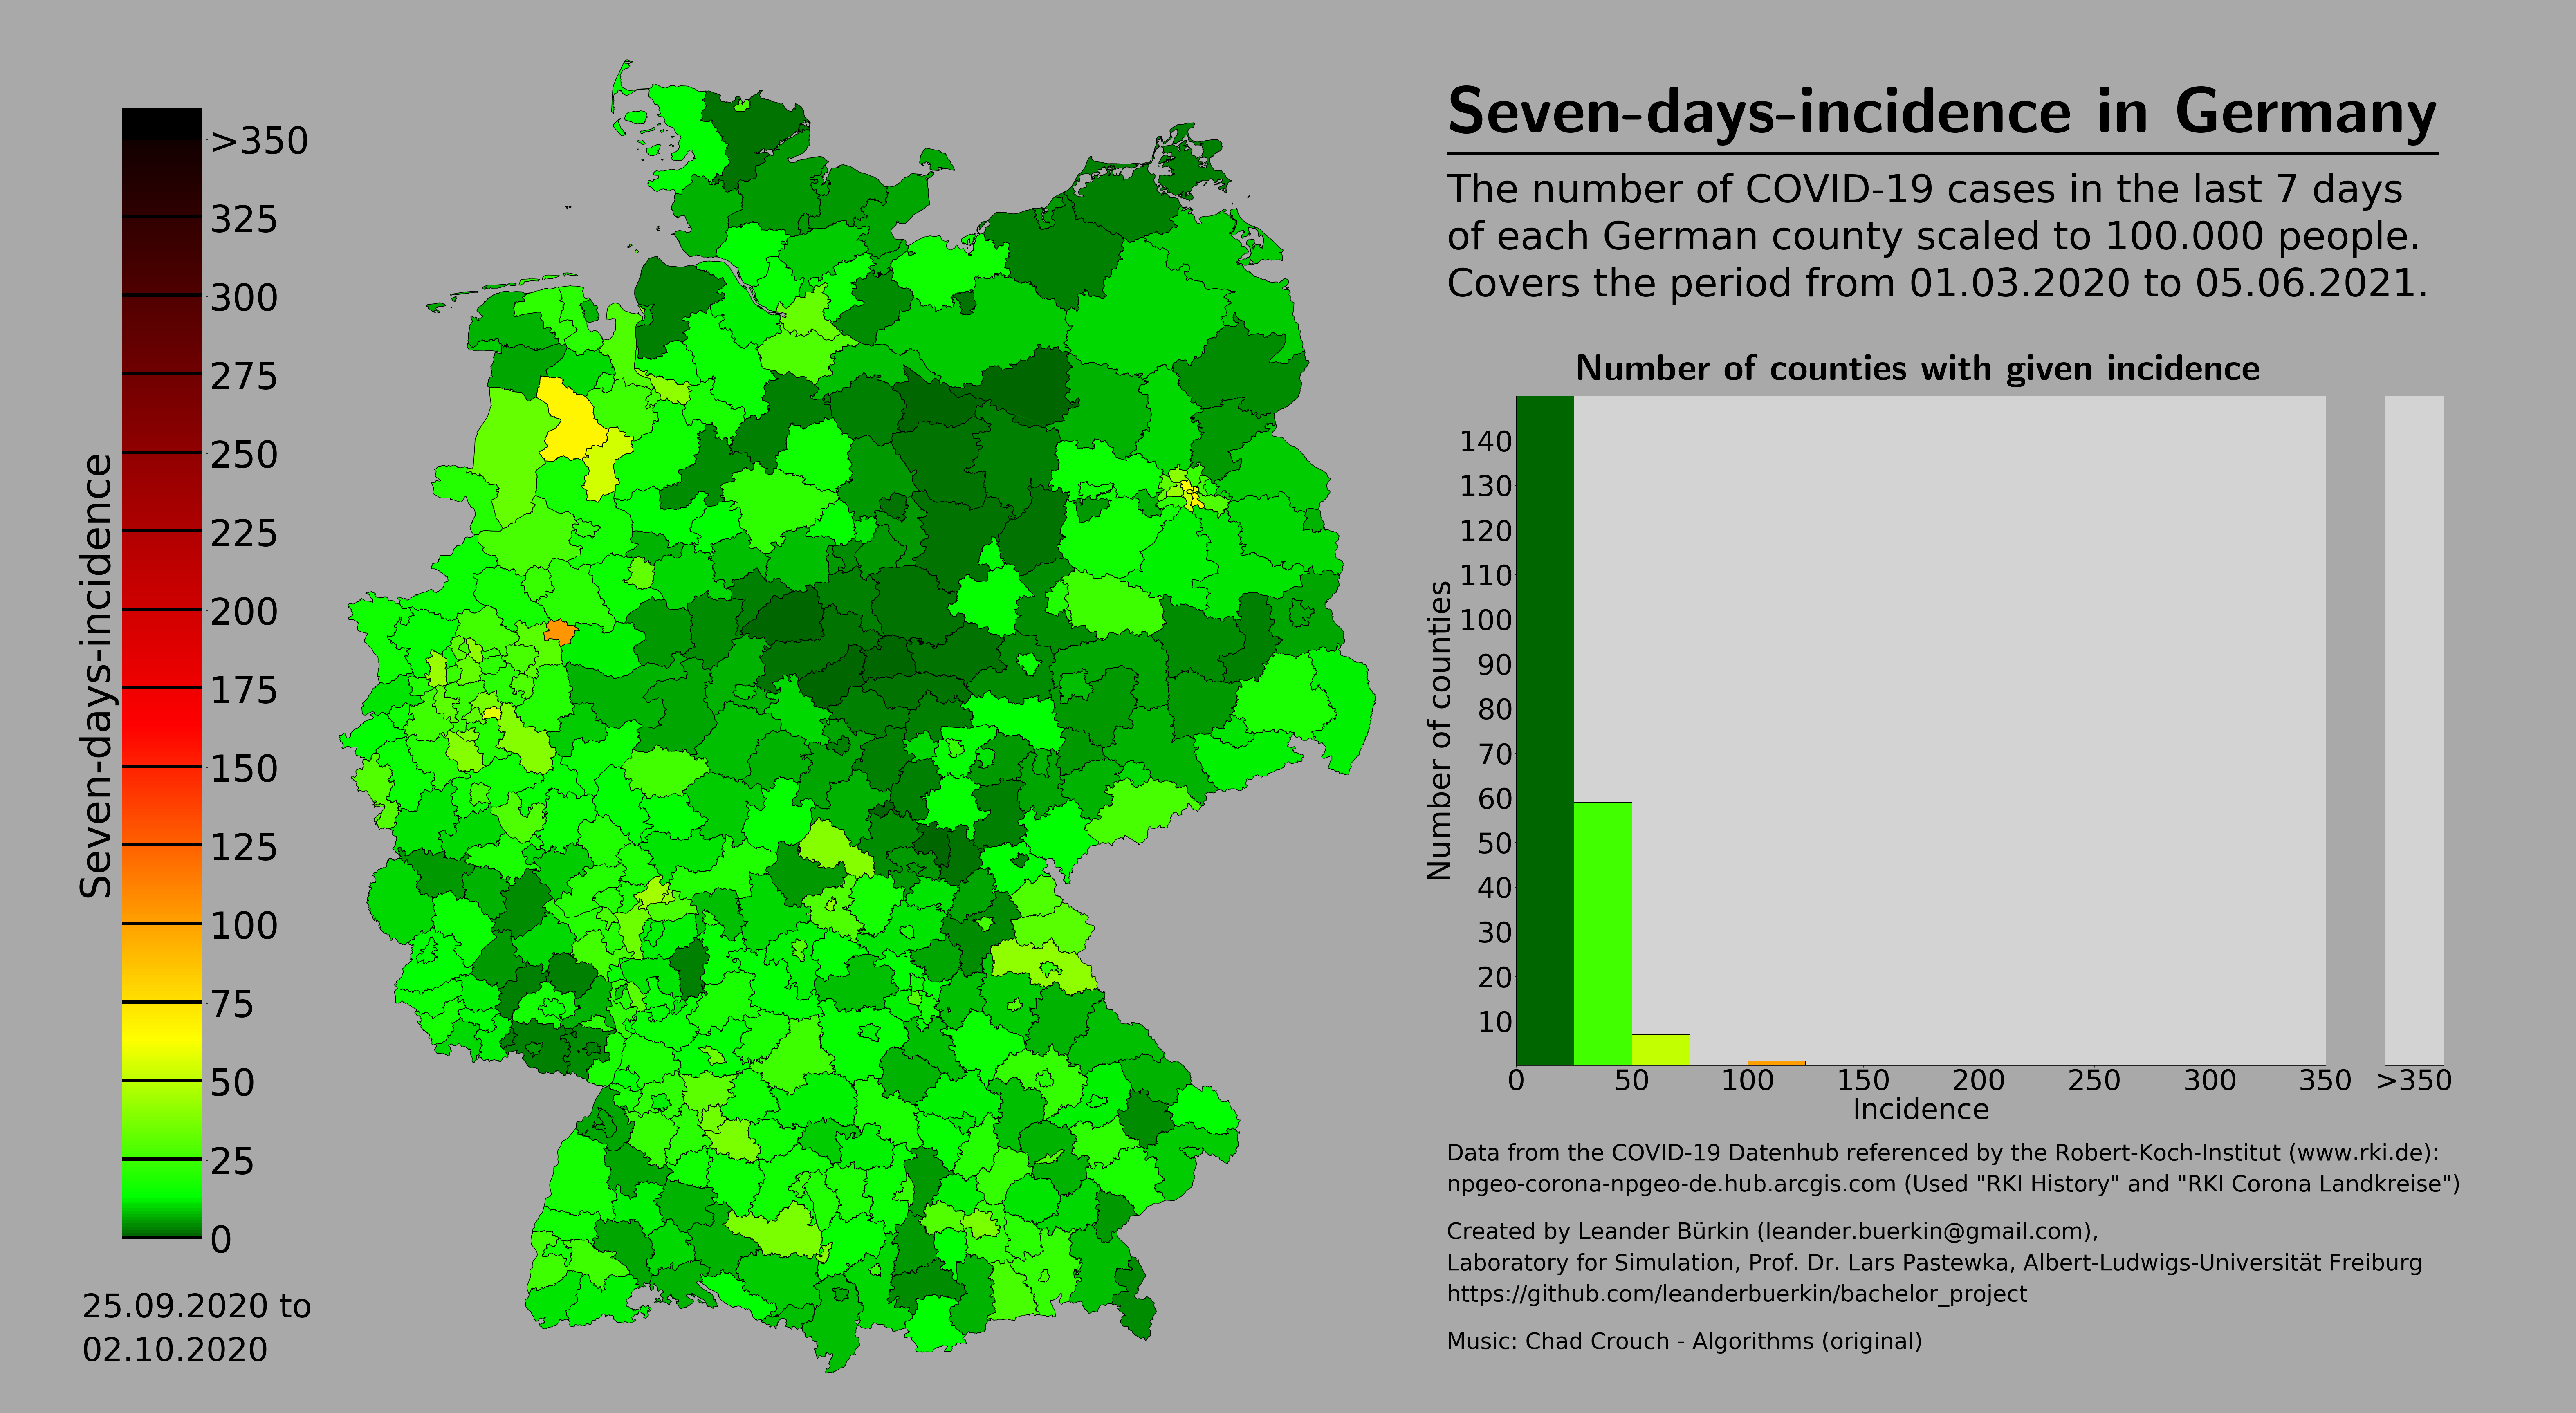 Seven-days-incidence in Germany
The number of COVID-19 cases in the last 7 days
of each German county scaled to 100.000 people.
Covers the period from 01.03.2020 to 05.06.2021.
Seven-days-incidence
>350
325
300
275
250
225
200
175
150
125
100
75
50
25
0
25.09.2020 to
02.10.2020
Number of counties with given incidence
Number of counties
140
130
120
110
100
90
80
70
60
50
40
30
20
10
0 50 100 150 200 250 300 350 >350
Incidence
Data from the COVID-19 Datenhub referenced by the Robert-Koch-Institut (www.rki.de):
npgeo-corona-npgeo-de.hub.arcgis.com (Used "RKI History" and "RKI Corona Landkreise")
Created by Leander Bürkin (leander.buerkin@gmail.com),
Laboratory for Simulation, Prof. Dr. Lars Pastewka, Albert-Ludwigs-Universität Freiburg
https://github.com/leanderbuerkin/bachelor_project
Music: Chad Crouch - Algorithms (original)